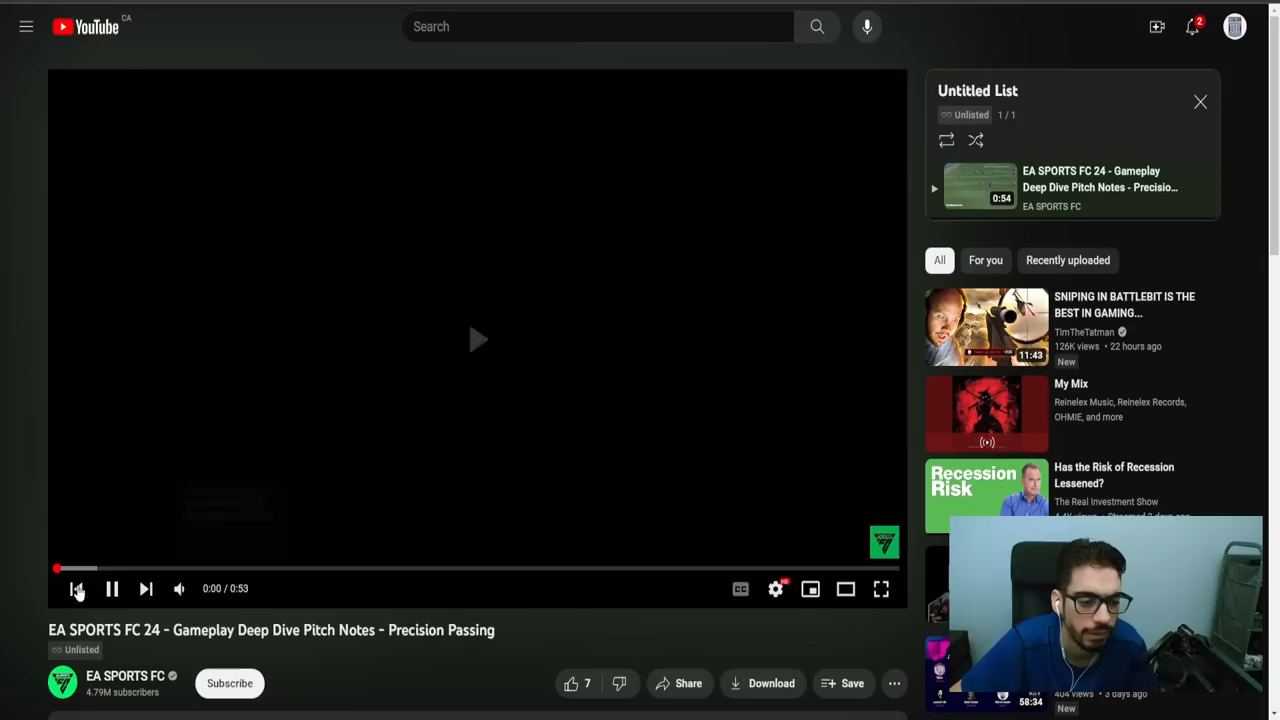 YouTube CA
Search
2
Untitled List
Unlisted 1 / 1
0:54
EA SPORTS FC 24 - Gameplay
Deep Dive Pitch Notes - Precisio...
EA SPORTS FC
All
For you
Recently uploaded
SNIPING IN BATTLEBIT IS THE
BEST IN GAMING...
TimTheTatman
126K views • 22 hours ago
11:43
New
My Mix
Reinelex Music, Reinelex Records,
OHMIE, and more
Recession
Risk
Has the Risk of Recession
Lessened?
The Real Investment Show
0:00 / 0:53
CC
HD
EA SPORTS FC 24 - Gameplay Deep Dive Pitch Notes - Precision Passing
Unlisted
EA SPORTS FC
4.79M subscribers
Subscribe
7
Share
Download
Save
404 views • 3 days ago
58:34
New